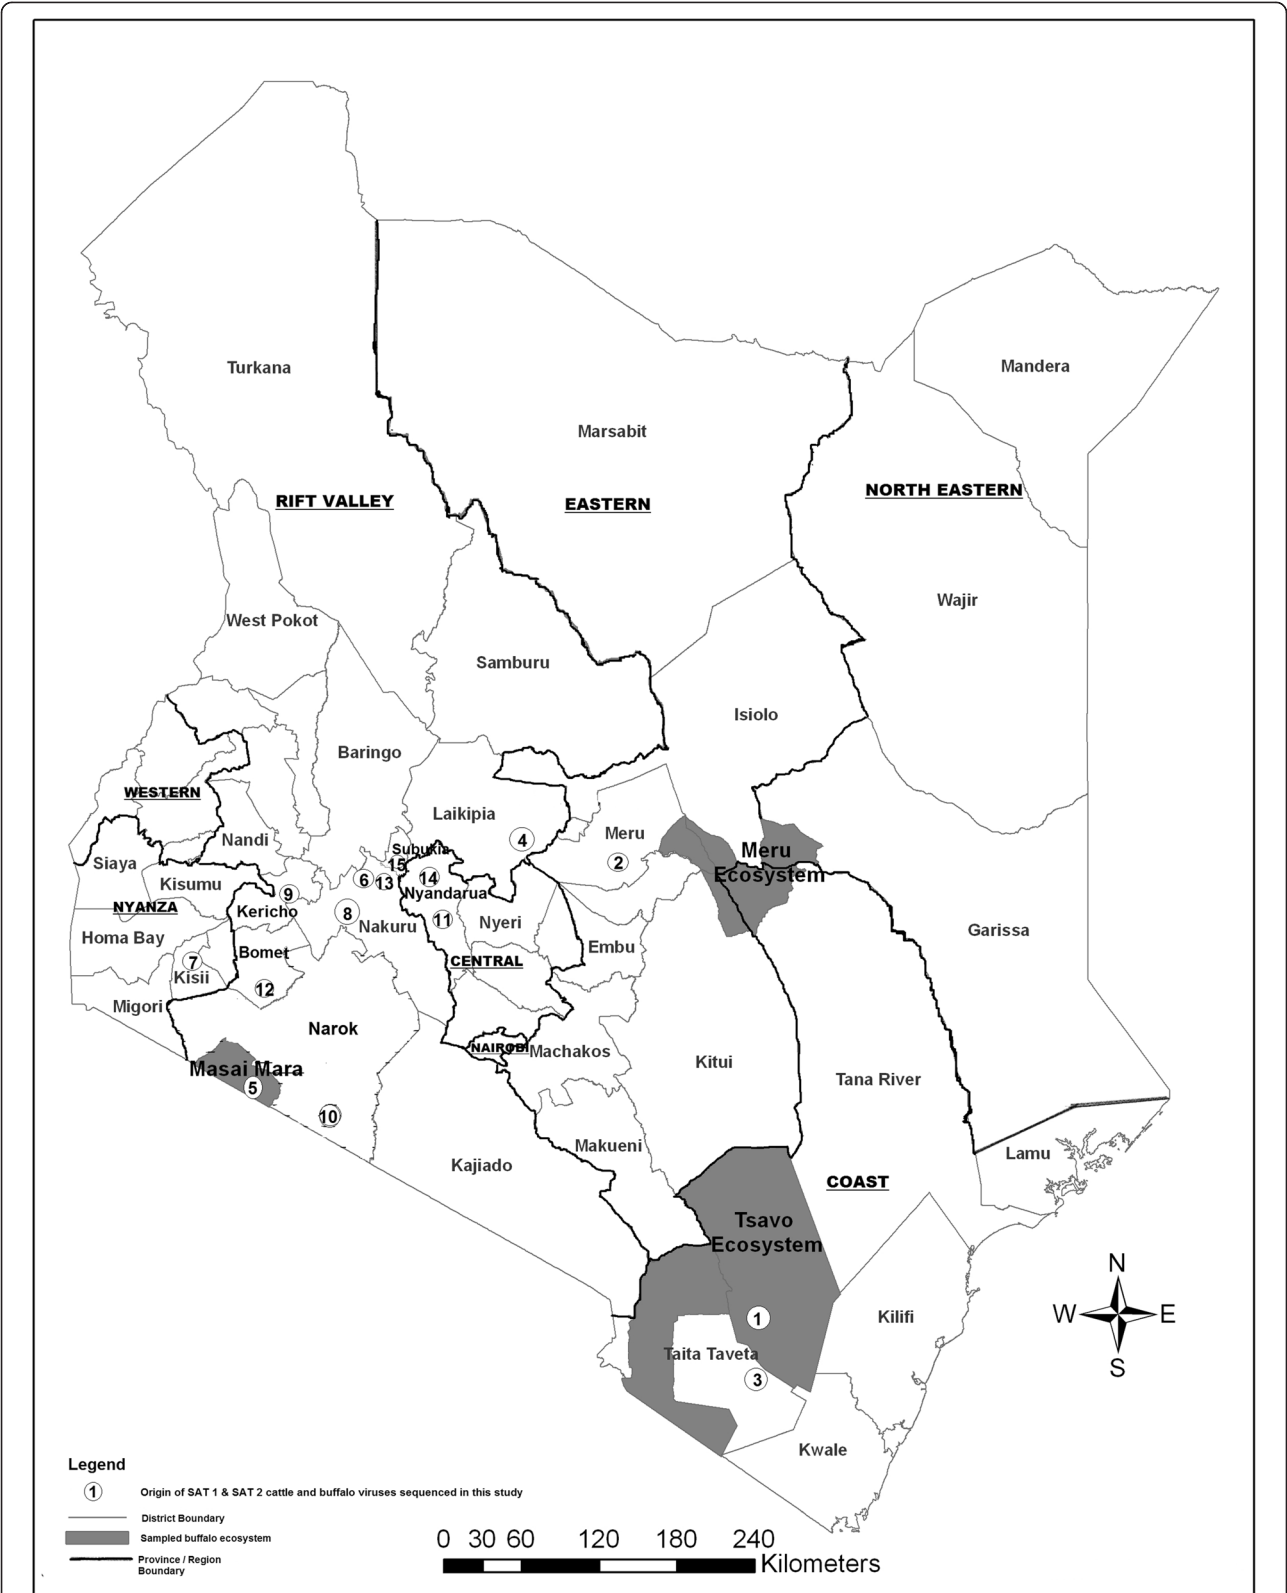 Turkana
Mandera
Marsabit
RIFT VALLEY
EASTERN
NORTH EASTERN
Wajir
West Pokot
Samburu
Isiolo
Baringo
WESTERN
Laikipia
Nandi
4
Meru
2
Subukia
Meru
Ecosystem
Siaya
Kisumu
9
6
13
15
14
Nyandarua
NYANZA
Kericho
8
Nakuru
11
Nyeri
Garissa
Homa Bay
7
Kisii
Bomet
12
CENTRAL
Embu
Migori
Narok
NAIROBI
Machakos
Kitui
Masai Mara
5
Tana River
10
Makueni
Kajiado
Lamu
COAST
Tsavo
Ecosystem
1
Kilifi
Taita Taveta
3
Kwale
N
W
E
S
Legend
1
Origin of SAT 1 & SAT 2 cattle and buffalo viruses sequenced in this study
District Boundary
Sampled buffalo ecosystem
Province / Region
Boundary
0 30 60 120 180 240
Kilometers